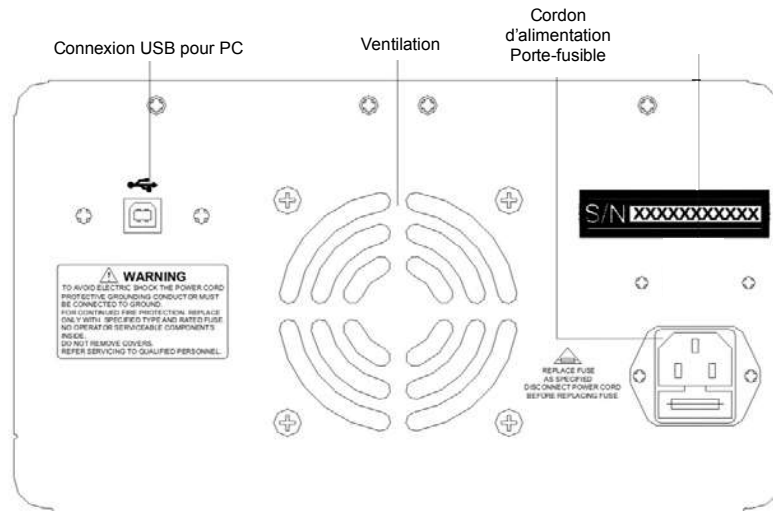 Connexion USB pour PC
Ventilation
Cordon
d'alimentation
Porte-fusible
S/N XXXXXXXXXXXX
WARNING
TO AVOID ELECTRIC SHOCK THE POWER CORD
PROTECTIVE GROUNDING CONDUCTOR MUST
BE CONNECTED TO GROUND.
FOR CONTINUED FIRE PROTECTION. REPLACE
ONLY WITH SPECIFIED TYPE AND RATED FUSE.
NO OPERATOR SERVICEABLE COMPONENTS
INSIDE.
DO NOT REMOVE COVERS.
REFER SERVICING TO QUALIFIED PERSONNEL.
REPLACE FUSE
AS SPECIFIED
DISCONNECT POWER CORD
BEFORE REPLACING FUSE